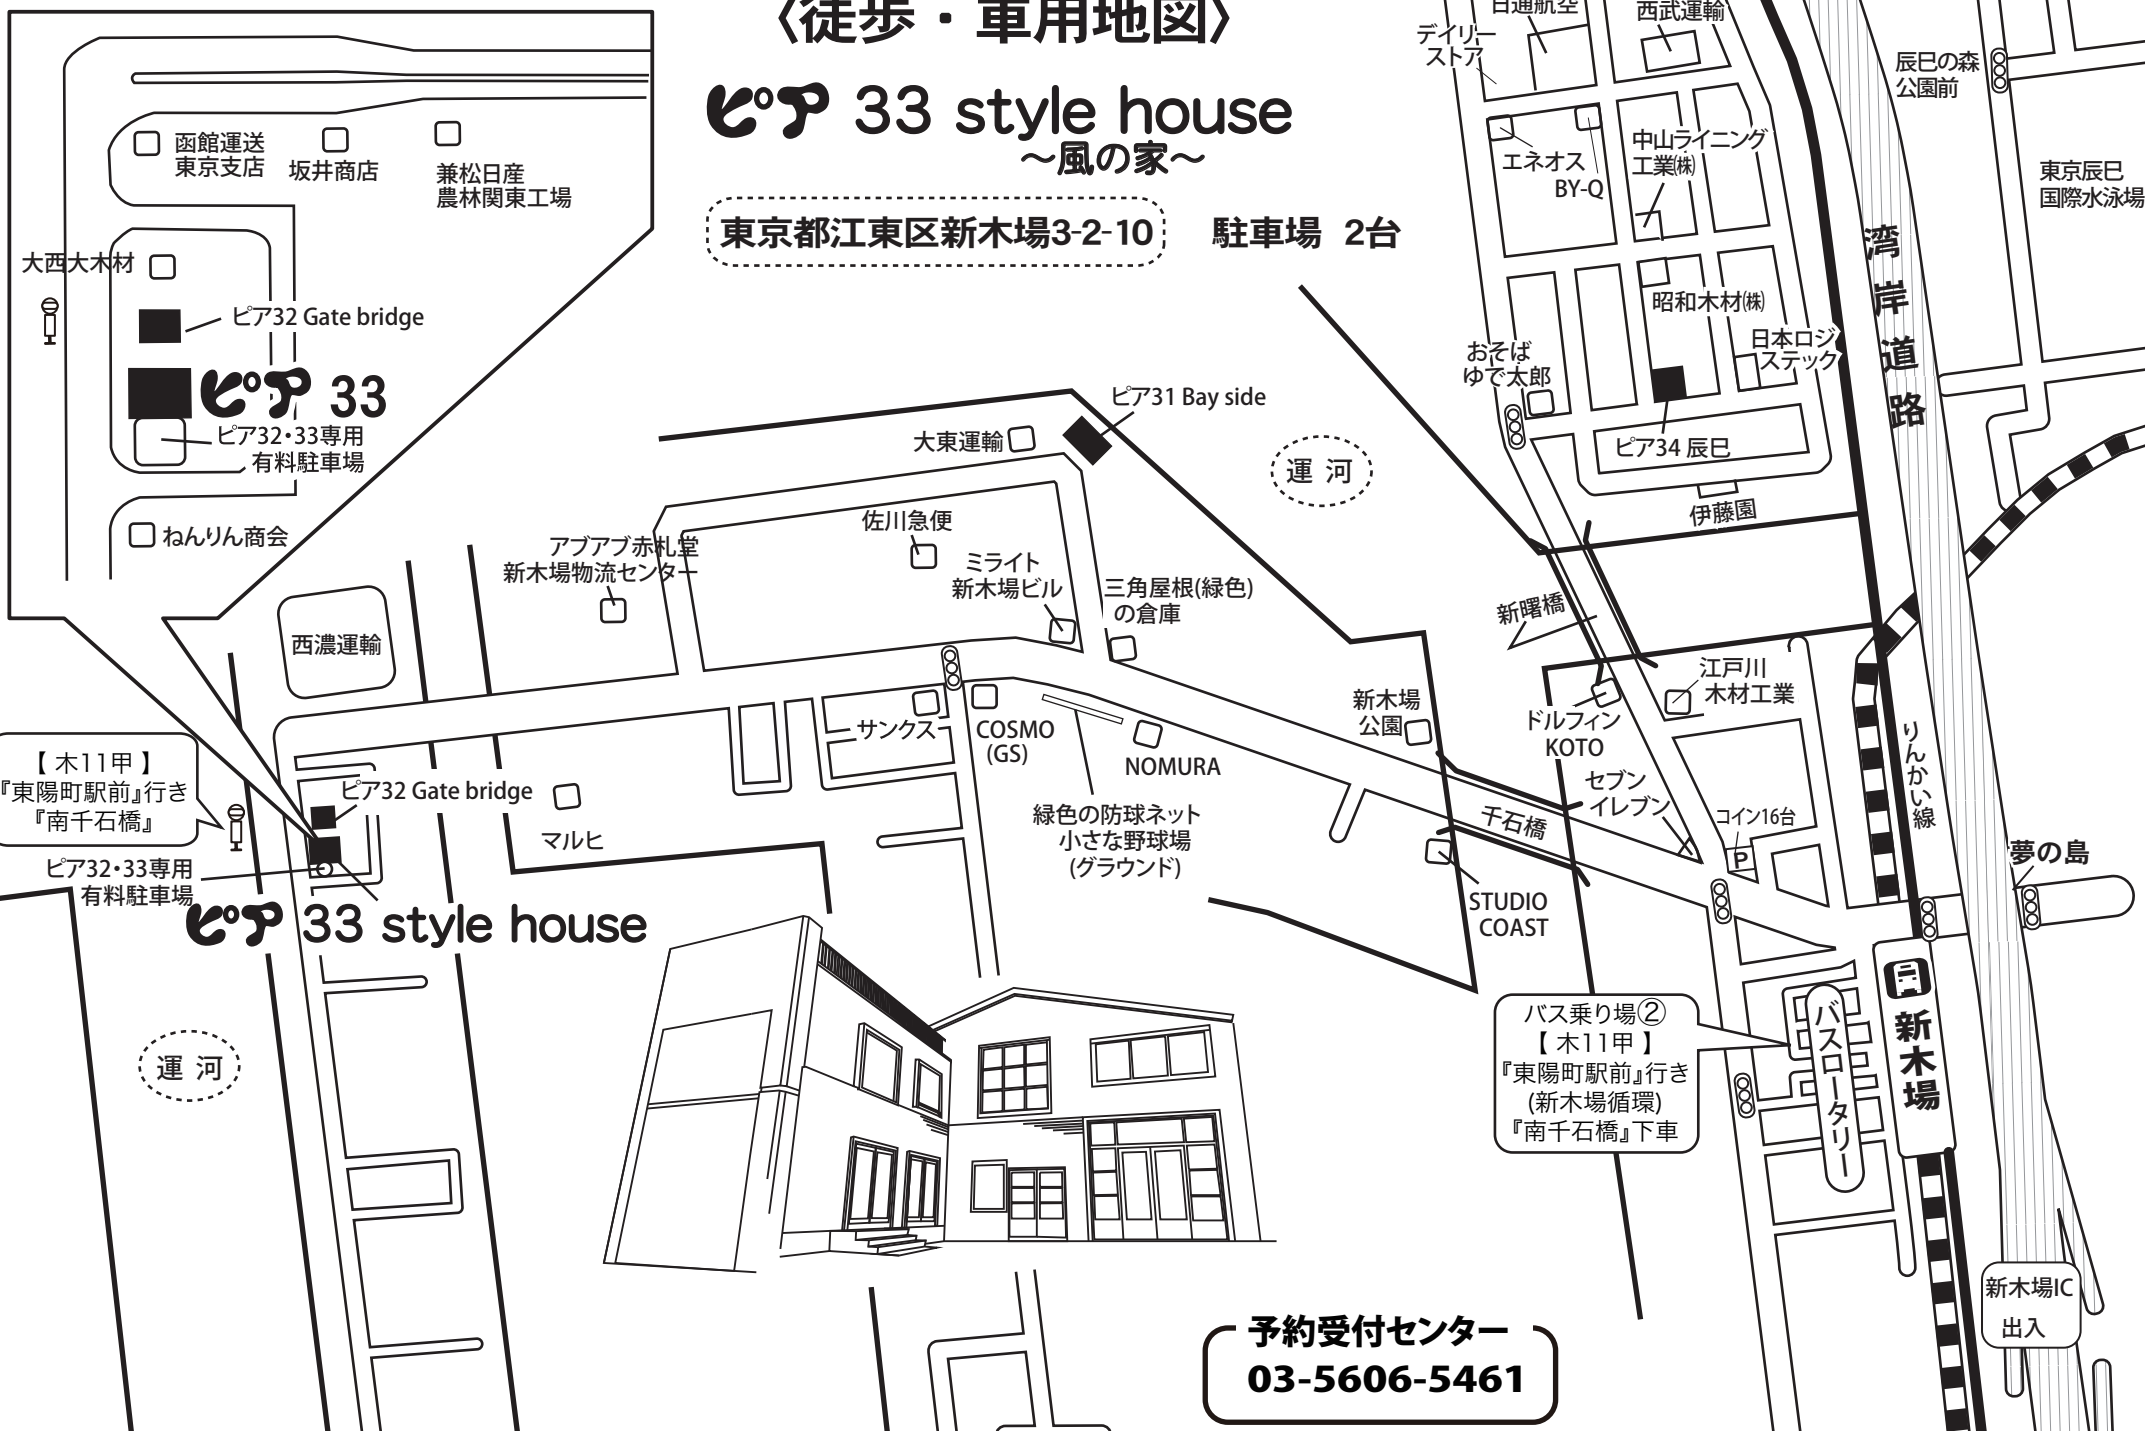 〈徒歩・車用地図〉
ピア 33 style house
〜風の家〜
東京都江東区新木場3-2-10
駐車場 2台
函館運送
東京支店
坂井商店
兼松日産
農林関東工場
大西大木材
ピア32 Gate bridge
ピア 33
ピア32・33専用
有料駐車場
ねんりん商会
西濃運輸
【 木11甲 】
『東陽町駅前』行き
『南千石橋』
ピア32 Gate bridge
ピア32・33専用
有料駐車場
ピア 33 style house
運 河
マルヒ
アブアブ赤札堂
新木場物流センター
佐川急便
大東運輸
ピア31 Bay side
運 河
ミライト
新木場ビル
三角屋根(緑色)
の倉庫
サンクス
COSMO
(GS)
NOMURA
緑色の防球ネット
小さな野球場
(グラウンド)
新木場
公園
千石橋
STUDIO
COAST
デイリー
ストア
日通航空
西武運輸
エネオス
BY-Q
中山ライニング
工業㈱
昭和木材㈱
日本ロジ
ステック
おそば
ゆで太郎
ピア34 辰巳
伊藤園
新曙橋
江戸川
木材工業
ドルフィン
KOTO
セブン
イレブン
コイン16台
P
湾岸道路
辰巳の森
公園前
東京辰巳
国際水泳場
りんかい線
夢の島
新木場
バスロータリー
バス乗り場②
【 木11甲 】
『東陽町駅前』行き
(新木場循環)
『南千石橋』下車
新木場IC
出入
予約受付センター
03-5606-5461